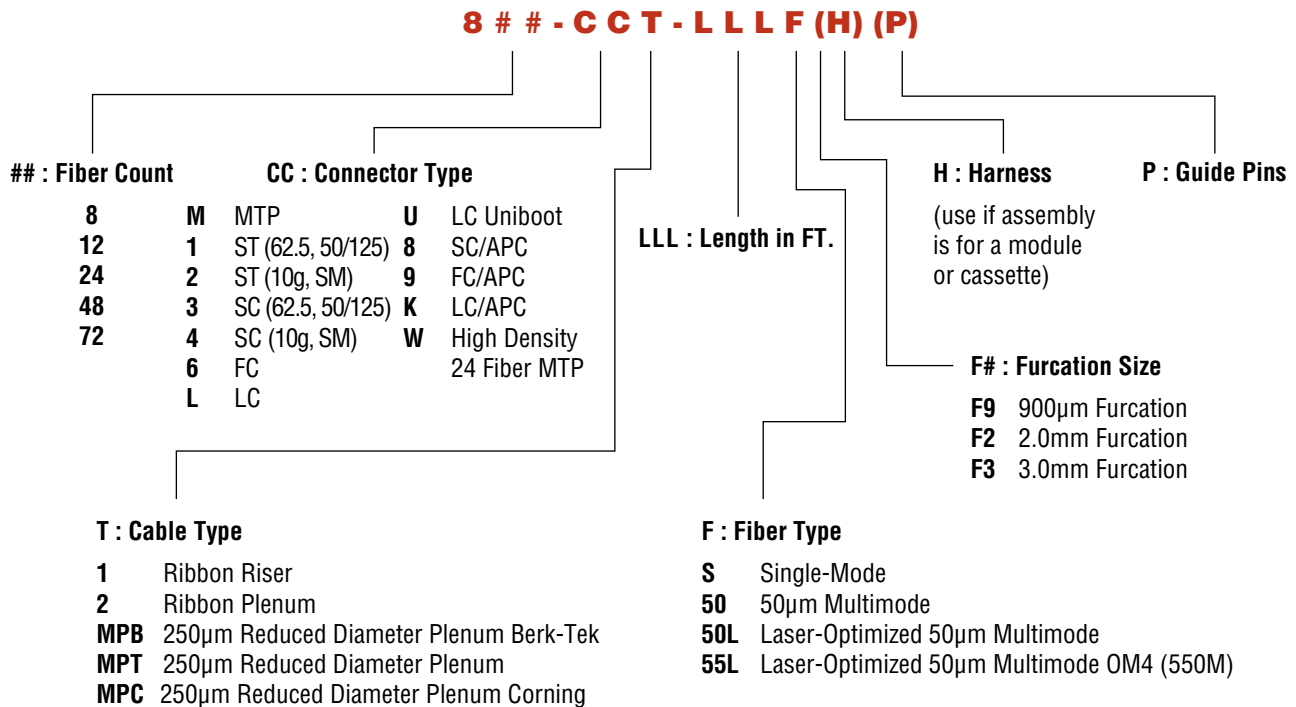 8 # # - C C T - L L L F (H) (P)
## : Fiber Count
8
12
24
48
72
CC : Connector Type
M MTP
1 ST (62.5, 50/125)
2 ST (10g, SM)
3 SC (62.5, 50/125)
4 SC (10g, SM)
6 FC
L LC
U LC Uniboot
8 SC/APC
9 FC/APC
K LC/APC
W High Density
24 Fiber MTP
LLL : Length in FT.
H : Harness
(use if assembly
is for a module
or cassette)
P : Guide Pins
F# : Furcation Size
F9 900µm Furcation
F2 2.0mm Furcation
F3 3.0mm Furcation
T : Cable Type
1 Ribbon Riser
2 Ribbon Plenum
MPB 250µm Reduced Diameter Plenum Berk-Tek
MPT 250µm Reduced Diameter Plenum
MPC 250µm Reduced Diameter Plenum Corning
F : Fiber Type
S Single-Mode
50 50µm Multimode
50L Laser-Optimized 50µm Multimode
55L Laser-Optimized 50µm Multimode OM4 (550M)